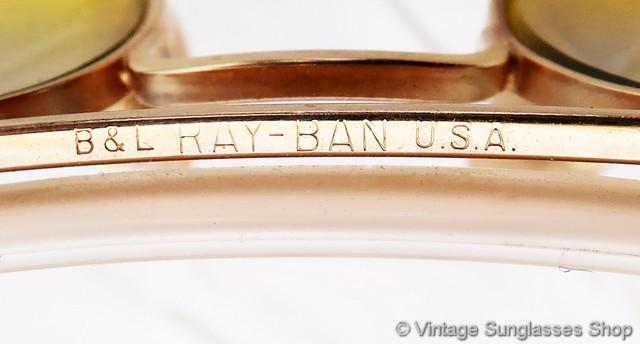 B&L RAY-BAN U.S.A.
© Vintage Sunglasses Shop